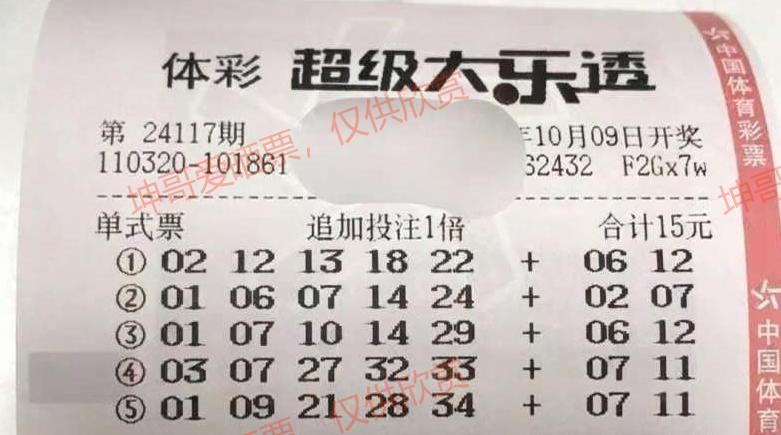 体彩 超级大乐透
第 24117期 年10月09日开奖
110320-101861 62432 F2Gx7w
单式票 追加投注1倍 合计15元
① 02 12 13 18 22 + 06 12
② 01 06 07 14 24 + 02 07
③ 01 07 10 14 29 + 06 12
④ 03 07 27 32 33 + 07 11
⑤ 01 09 21 28 34 + 07 11
中国体育彩票
中国体育
坤哥爱晒票，仅供欣赏
坤哥
仅供欣赏